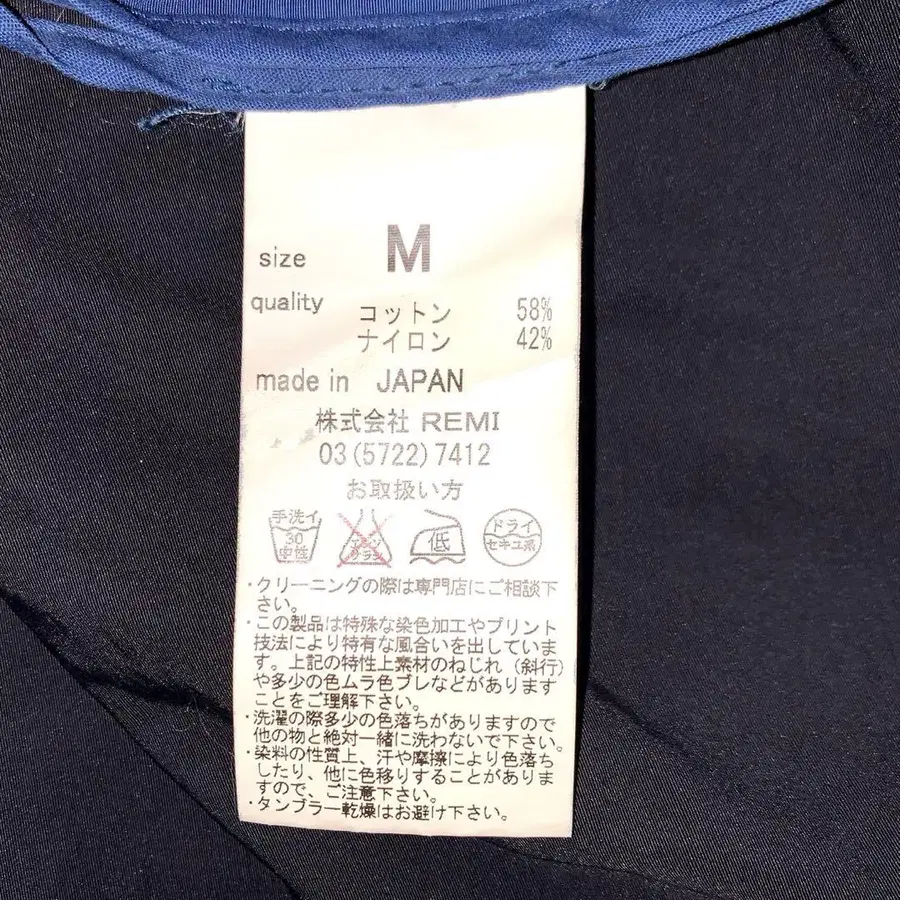 size M
quality コットン 58%
ナイロン 42%
made in JAPAN
株式会社 REMI
03(5722)7412
お取扱い方
手洗イ
30
中性
エンソ
サラシ
低
ドライ
セキユ系
・クリーニングの際は専門店にご相談下
さい。
・この製品は特殊な染色加工やプリント
技法により特有な風合いを出していま
す。上記の特性上素材のねじれ（斜行）
や多少の色ムラ色ブレなどがあります
ことをご理解下さい。
・洗濯の際多少の色落ちがありますので
他の物と絶対一緒に洗わないで下さい。
・染料の性質上、汗や摩擦により色落ち
したり、他に色移りすることがありま
すので、ご注意下さい。
・タンブラー乾燥はお避け下さい。